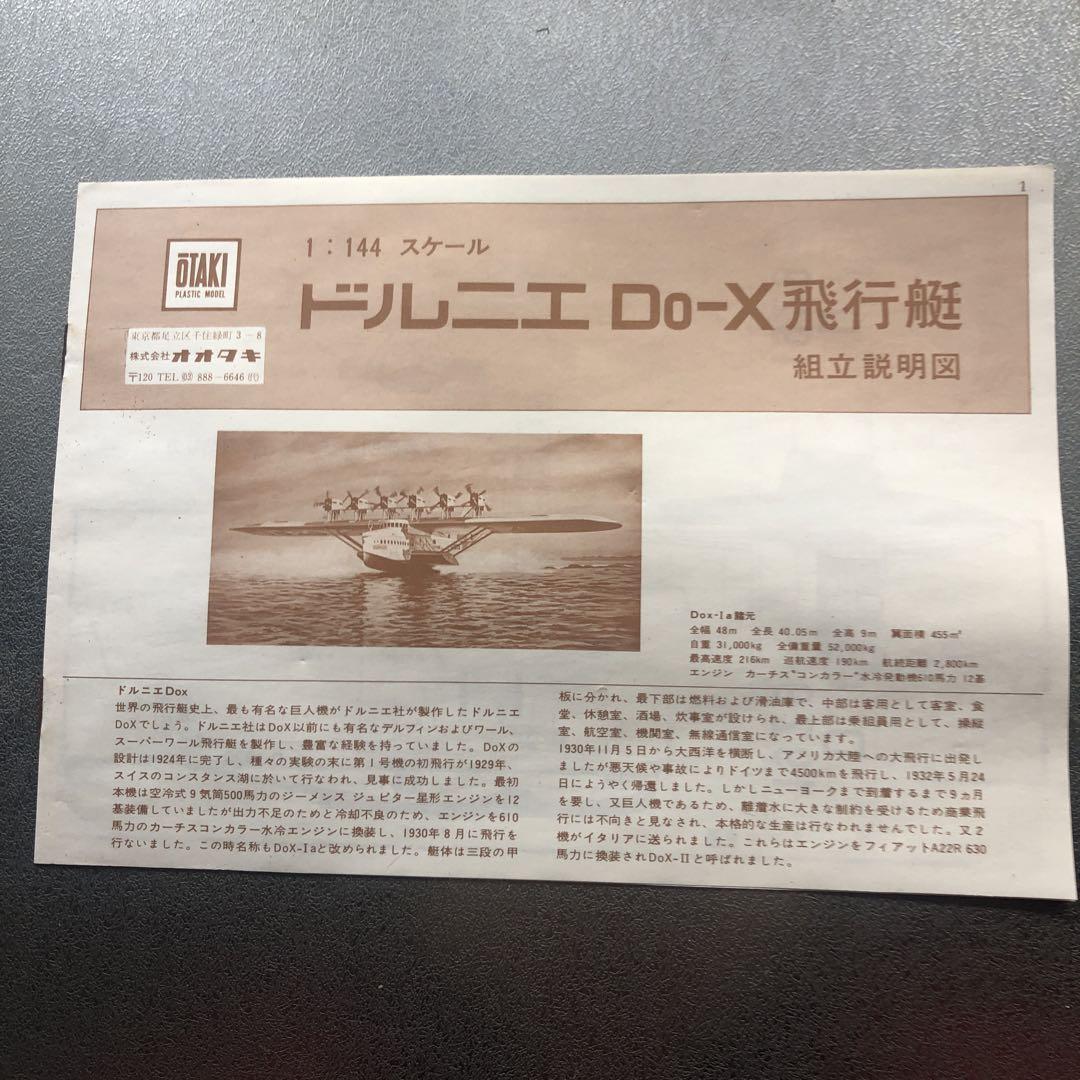 1
ŌTAKI
PLASTIC MODEL
東京都足立区千住緑町3-8
株式会社オオタキ
〒120 TEL (03) 888-6646 (代)
1:144 スケール
ドルニエ Do-X飛行艇
組立説明図
Dox-Ia諸元
全幅 48m 全長 40.05m 全高 9m 翼面積 455㎡
自重 31,000kg 全備重量 52,000kg
最高速度 216km 巡航速度 190km 航続距離 2,800km
エンジン カーチス"コンカラー"水冷発動機610馬力 12基
ドルニエDox
世界の飛行艇史上、最も有名な巨人機がドルニエ社が製作したドルニエ
DoXでしょう。ドルニエ社はDoX以前にも有名なデルフィンおよびワール、
スーパーワール飛行艇を製作し、豊富な経験を持っていました。DoXの
設計は1924年に完了し、種々の実験の末に第1号機の初飛行が1929年、
スイスのコンスタンス湖に於いて行なわれ、見事に成功しました。最初
本機は空冷式9気筒500馬力のジーメンス ジュピター星形エンジンを12
基装備していましたが出力不足のためと冷却不良のため、エンジンを610
馬力のカーチスコンカラー水冷エンジンに換装し、1930年8月に飛行を
行ないました。この時名称もDoX-Iaと改められました。艇体は三段の甲
板に分かれ、最下部は燃料および滑油庫で、中部は客用として客室、食
堂、休憩室、酒場、炊事室が設けられ、最上部は乗組員用として、操縦
室、航空室、機関室、無線通信室になっています。
1930年11月5日から大西洋を横断し、アメリカ大陸への大飛行に出発し
ましたが悪天候や事故によりドイツまで4500kmを飛行し、1932年5月24
日にようやく帰還しました。しかしニューヨークまで到着するまで9ヵ月
を要し、又巨人機であるため、離着水に大きな制約を受けるため商業飛
行には不向きと見なされ、本格的な生産は行なわれませんでした。又2
機がイタリアに送られました。これらはエンジンをフィアットA22R 630
馬力に換装されDoX-IIと呼ばれました。